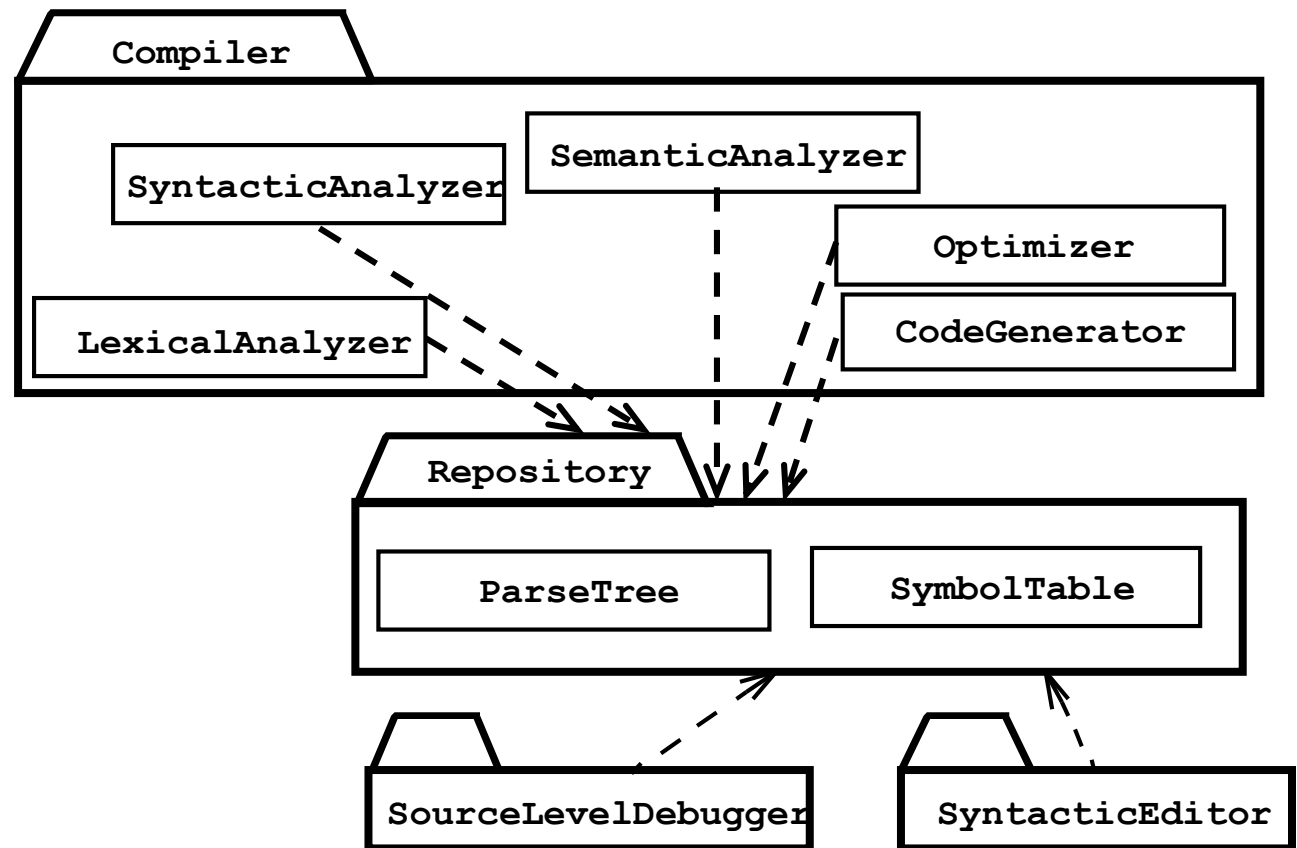 Compiler
SemanticAnalyzer
SyntacticAnalyzer
Optimizer
CodeGenerator
LexicalAnalyzer
Repository
ParseTree
SymbolTable
SourceLevelDebugger
SyntacticEditor